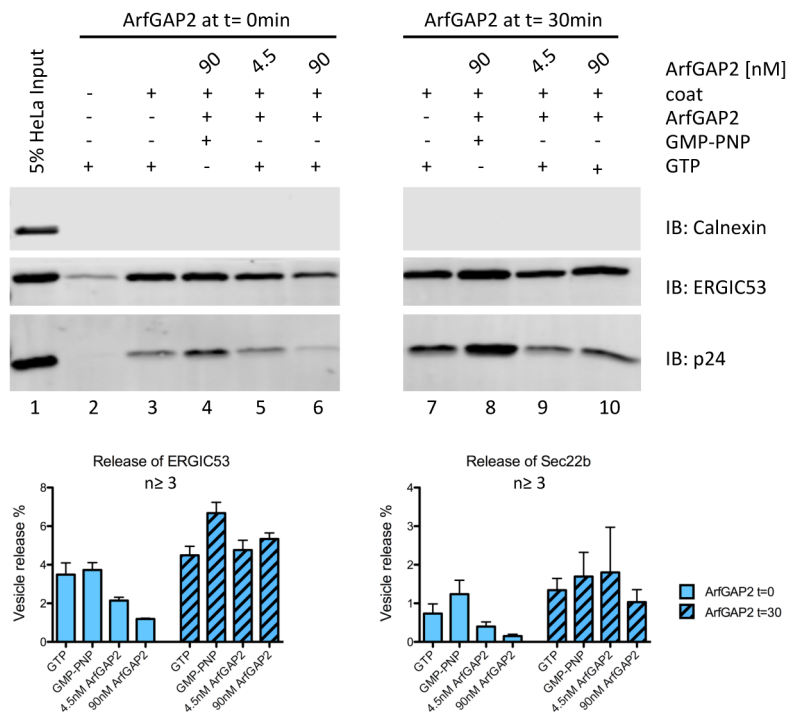 ArfGAP2 at t= 0min
ArfGAP2 at t= 30min
5% HeLa Input
90 4.5 90 90 4.5 90 ArfGAP2 [nM]
- + + + + + + + + coat
- - + + + - + + + ArfGAP2
- - + - - - + - - GMP-PNP
+ + - + + + - + + GTP
IB: Calnexin
IB: ERGIC53
IB: p24
1 2 3 4 5 6 7 8 9 10
Release of ERGIC53
n≥ 3
Vesicle release %
8
6
4
2
0
GTP
GMP-PNP
4.5nM ArfGAP2
90nM ArfGAP2
GTP
GMP-PNP
4.5nM ArfGAP2
90nM ArfGAP2
Release of Sec22b
n≥ 3
Vesicle release %
4
3
2
1
0
GTP
GMP-PNP
4.5nM ArfGAP2
90nM ArfGAP2
GTP
GMP-PNP
4.5nM ArfGAP2
90nM ArfGAP2
ArfGAP2 t=0
ArfGAP2 t=30